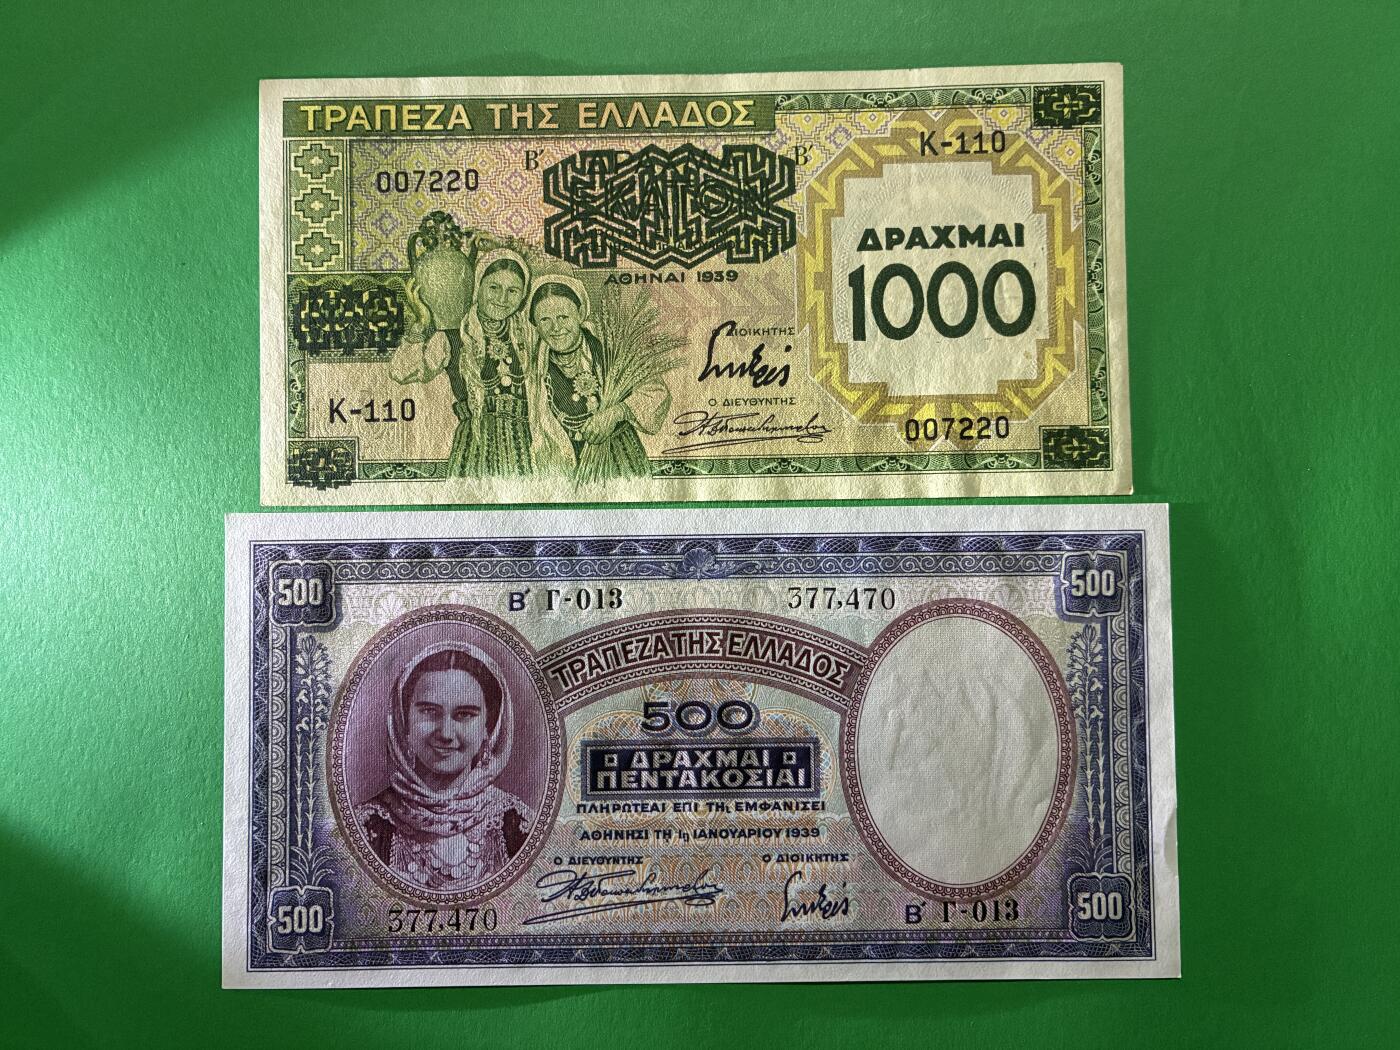 ΤΡΑΠΕΖΑ ΤΗΣ ΕΛΛΑΔΟΣ
Κ-110
Β΄ Β΄
007220
ΕΚΑΤΟΝ
ΑΘΗΝΑΙ 1939
ΔΡΑΧΜΑΙ
1000
Ο ΔΙΟΙΚΗΤΗΣ
Ο ΔΙΕΥΘΥΝΤΗΣ
Κ-110
007220
500 500
Β΄ Γ-013 377,470
ΤΡΑΠΕΖΑ ΤΗΣ ΕΛΛΑΔΟΣ
500
ΔΡΑΧΜΑΙ
ΠΕΝΤΑΚΟΣΙΑΙ
ΠΛΗΡΩΤΕΑΙ ΕΠΙ ΤΗι ΕΜΦΑΝΙΣΕΙ
ΑΘΗΝΗΣΙ ΤΗ 1η ΙΑΝΟΥΑΡΙΟΥ 1939
Ο ΔΙΕΥΘΥΝΤΗΣ Ο ΔΙΟΙΚΗΤΗΣ
377,470 Β΄ Γ-013
500 500